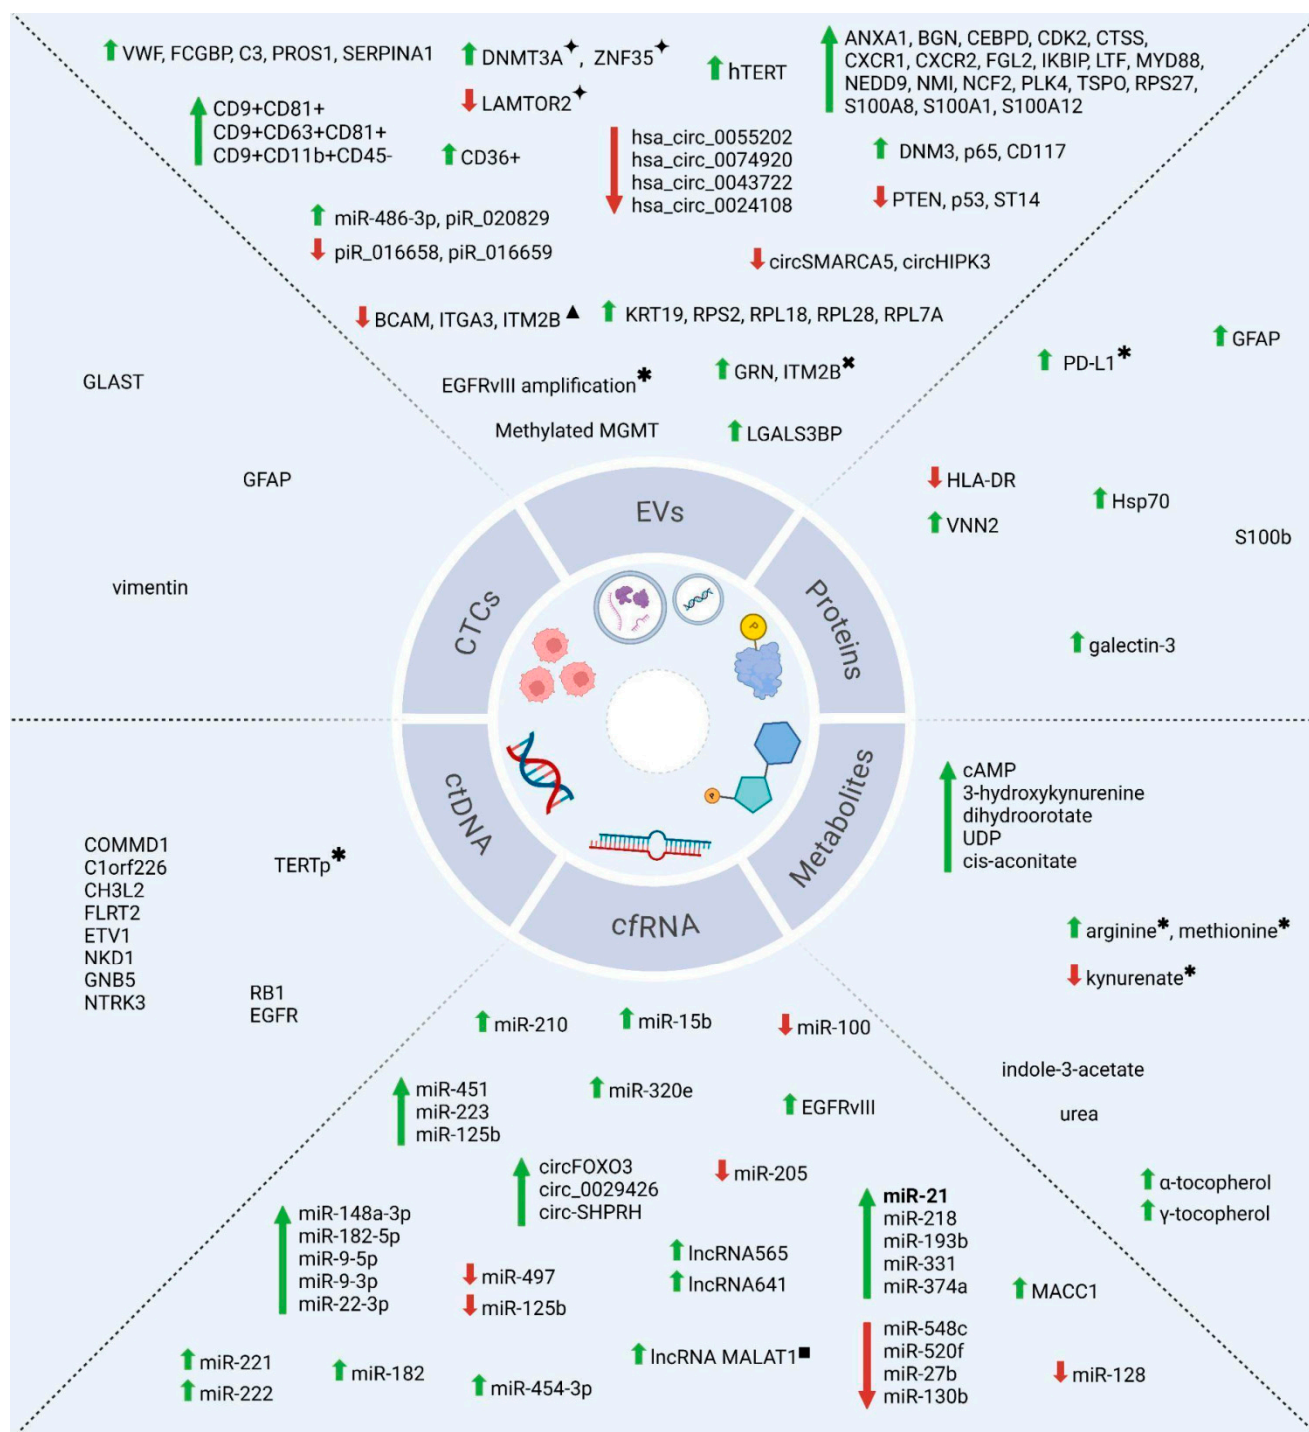 VWF, FCGBP, C3, PROS1, SERPINA1
CD9+CD81+
CD9+CD63+CD81+
CD9+CD11b+CD45-
DNMT3A✦, ZNF35✦
LAMTOR2✦
CD36+
hTERT
hsa_circ_0055202
hsa_circ_0074920
hsa_circ_0043722
hsa_circ_0024108
ANXA1, BGN, CEBPD, CDK2, CTSS,
CXCR1, CXCR2, FGL2, IKBIP, LTF, MYD88,
NEDD9, NMI, NCF2, PLK4, TSPO, RPS27,
S100A8, S100A1, S100A12
DNM3, p65, CD117
PTEN, p53, ST14
miR-486-3p, piR_020829
piR_016658, piR_016659
circSMARCA5, circHIPK3
BCAM, ITGA3, ITM2B▲
KRT19, RPS2, RPL18, RPL28, RPL7A
EGFRvIII amplification✱
GRN, ITM2B✖
Methylated MGMT
LGALS3BP
EVs
GLAST
GFAP
vimentin
CTCs
PD-L1✱
GFAP
HLA-DR
VNN2
Hsp70
S100b
galectin-3
Proteins
ctDNA
COMMD1
C1orf226
CH3L2
FLRT2
ETV1
NKD1
GNB5
NTRK3
TERTp✱
RB1
EGFR
P
P
Metabolites
cAMP
3-hydroxykynurenine
dihydroorotate
UDP
cis-aconitate
arginine✱, methionine✱
kynurenate✱
indole-3-acetate
urea
α-tocopherol
γ-tocopherol
cfRNA
miR-210
miR-15b
miR-100
miR-451
miR-223
miR-125b
miR-320e
EGFRvIII
circFOXO3
circ_0029426
circ-SHPRH
miR-205
miR-148a-3p
miR-182-5p
miR-9-5p
miR-9-3p
miR-22-3p
miR-497
miR-125b
lncRNA565
lncRNA641
miR-21
miR-218
miR-193b
miR-331
miR-374a
MACC1
miR-548c
miR-520f
miR-27b
miR-130b
miR-128
miR-221
miR-222
miR-182
miR-454-3p
lncRNA MALAT1■